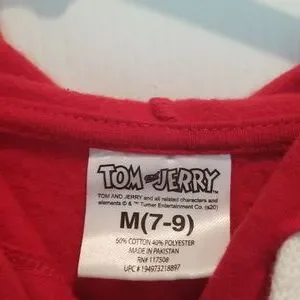 TOM AND JERRY
TOM AND JERRY and all related characters and
elements © & ™ Turner Entertainment Co. (s20)
M(7-9)
60% COTTON 40% POLYESTER
MADE IN PAKISTAN
RN# 117508
UPC # 194973218897